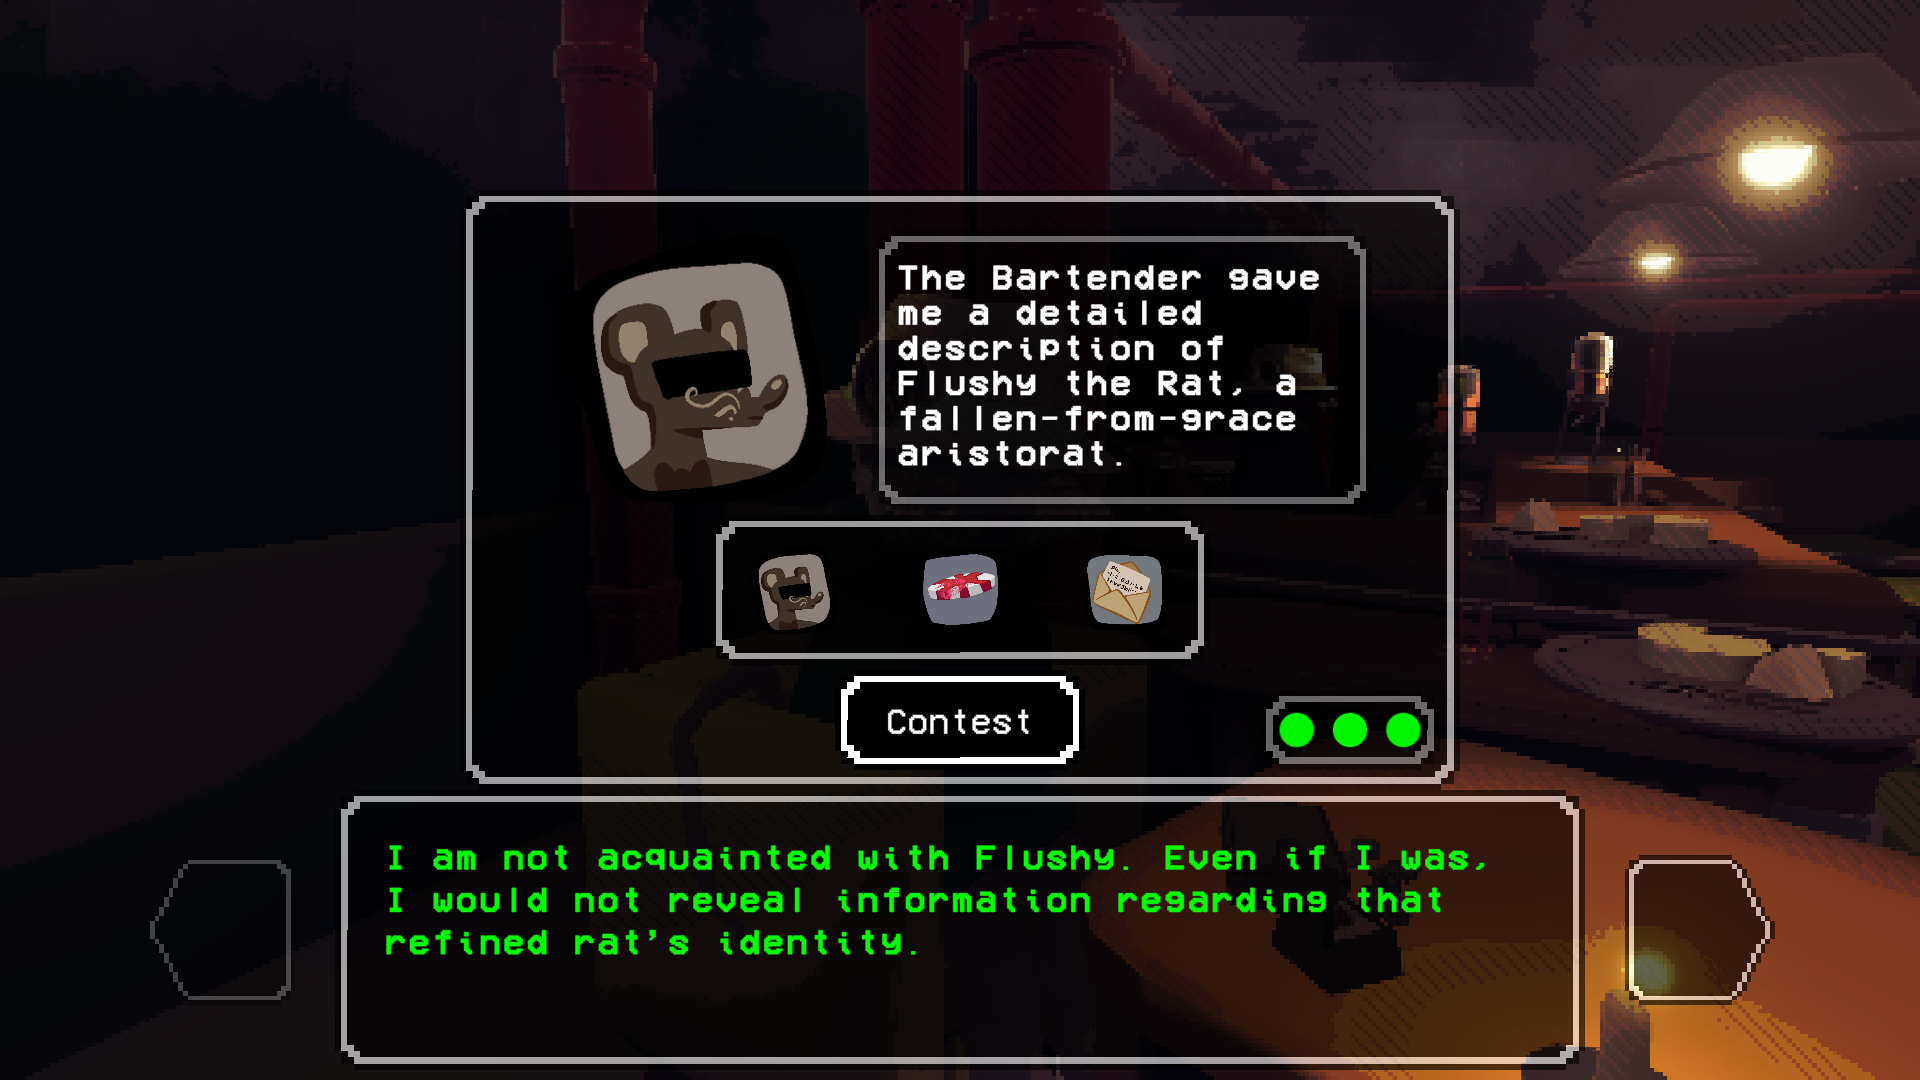 The Bartender gave
me a detailed
description of
Flushy the Rat, a
fallen-from-grace
aristorat.
Contest
I am not acquainted with Flushy. Even if I was,
I would not reveal information regarding that
refined rat's identity.